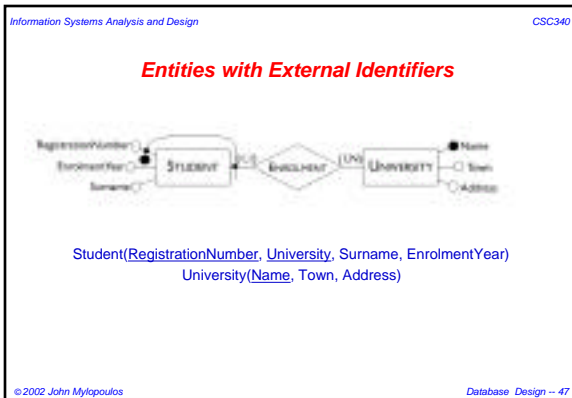 Information Systems Analysis and Design CSC340
Entities with External Identifiers
RegistrationNumber
EnrolmentYear
Surname
STUDENT
(1,1)
ENROLMENT
(1,N)
UNIVERSITY
Name
Town
Address
Student(RegistrationNumber, University, Surname, EnrolmentYear)
University(Name, Town, Address)
©2002 John Mylopoulos Database Design -- 47